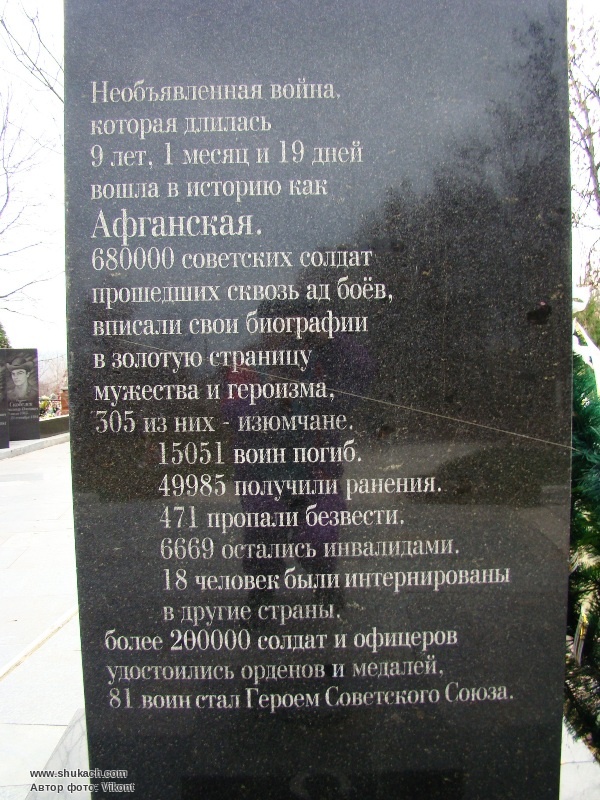 Необъявленная война,
которая длилась
9 лет, 1 месяц и 19 дней
вошла в историю как
Афганская.
680000 советских солдат
прошедших сквозь ад боёв,
вписали свои биографии
в золотую страницу
мужества и героизма,
305 из них - изюмчане.
15051 воин погиб.
49985 получили ранения.
471 пропали безвести.
6669 остались инвалидами.
18 человек были интернированы
в другие страны.
более 200000 солдат и офицеров
удостоились орденов и медалей,
81 воин стал Героем Советского Союза.
www.shukach.com
Автор фото: Vikont